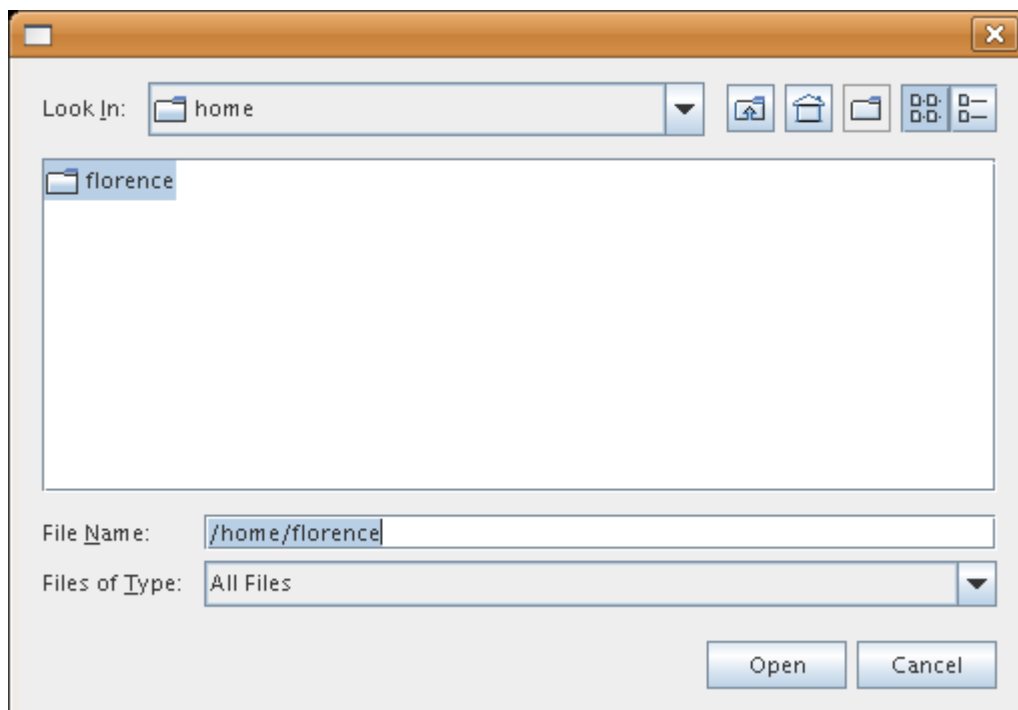 Look In: home
florence
File Name: /home/florence
Files of Type: All Files
Open Cancel